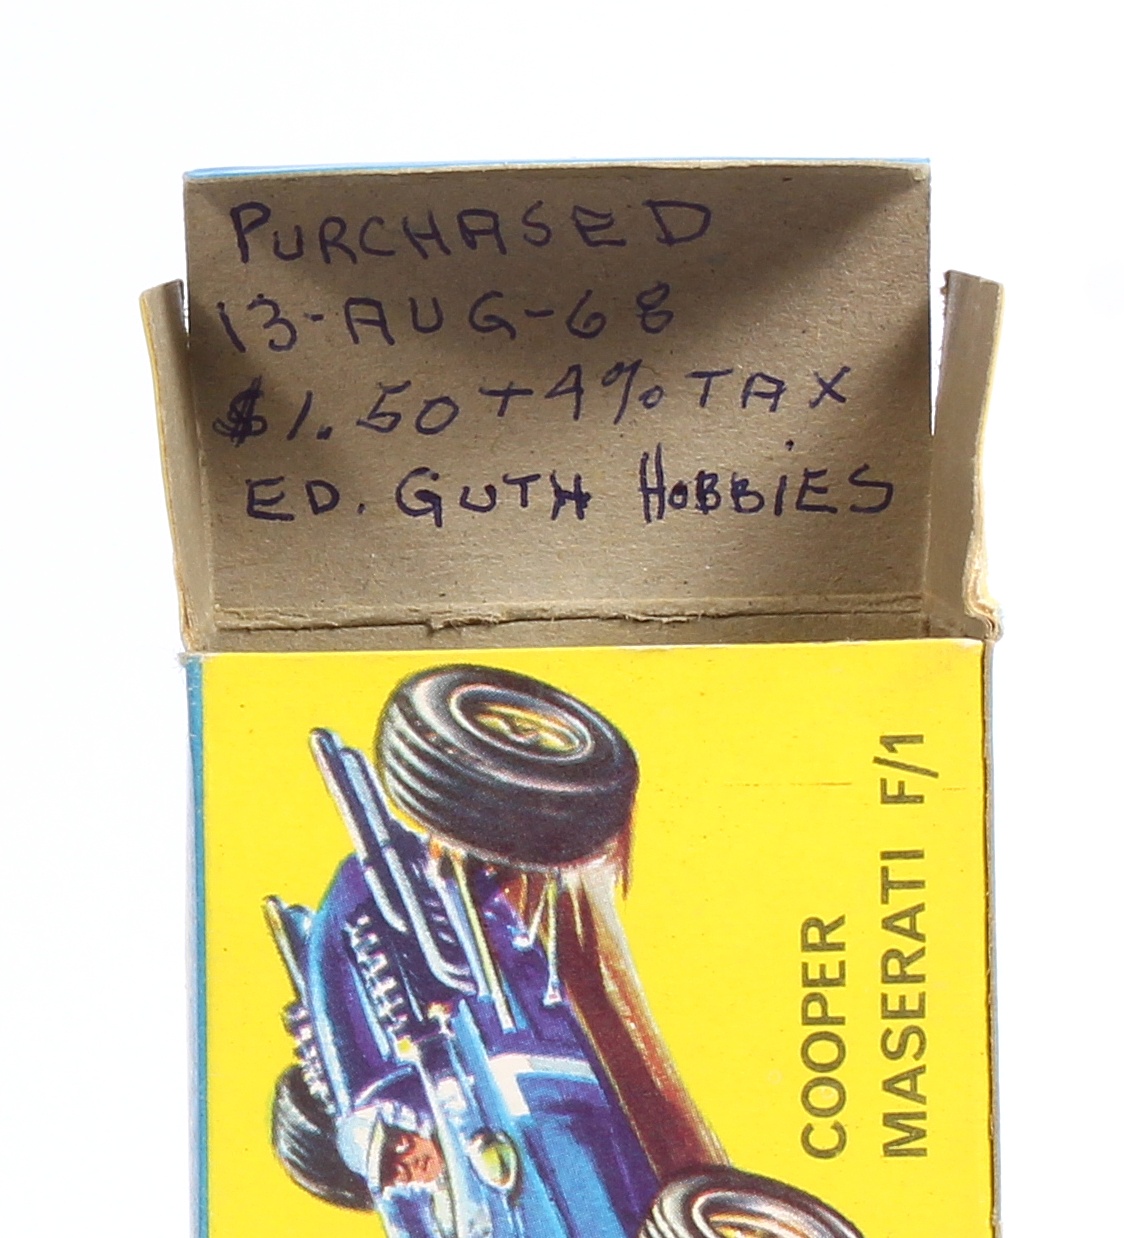 PURCHASED
13-AUG-68
$1.50 + 4% TAX
ED. GUTH HOBBIES
COOPER
MASERATI F/1